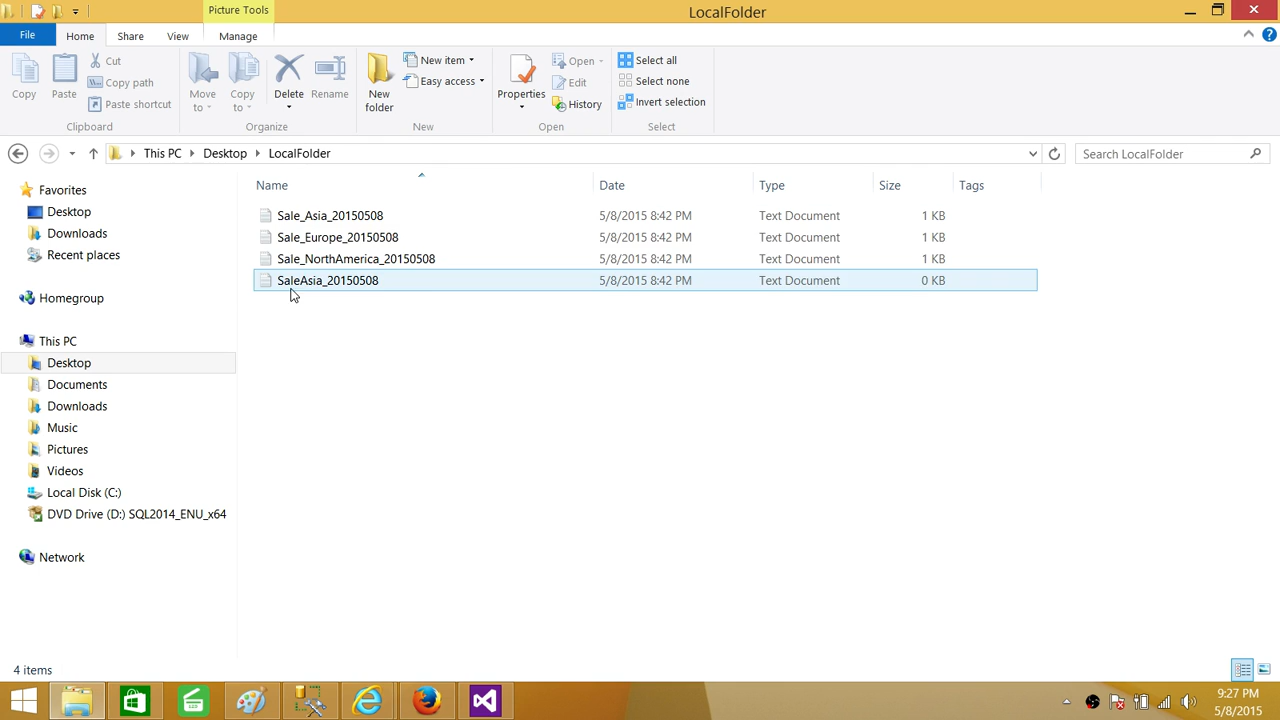 Picture Tools
LocalFolder
File Home Share View Manage
Copy
Paste
Cut
Copy path
Paste shortcut
Clipboard
Move to
Copy to
Delete
Rename
Organize
New folder
New item
Easy access
New
Properties
Open
Edit
History
Open
Select all
Select none
Invert selection
Select
This PC Desktop LocalFolder
Search LocalFolder
Favorites
Desktop
Downloads
Recent places
Homegroup
This PC
Desktop
Documents
Downloads
Music
Pictures
Videos
Local Disk (C:)
DVD Drive (D:) SQL2014_ENU_x64
Network
Name Date Type Size Tags
Sale_Asia_20150508 5/8/2015 8:42 PM Text Document 1 KB
Sale_Europe_20150508 5/8/2015 8:42 PM Text Document 1 KB
Sale_NorthAmerica_20150508 5/8/2015 8:42 PM Text Document 1 KB
SaleAsia_20150508 5/8/2015 8:42 PM Text Document 0 KB
4 items
9:27 PM
5/8/2015